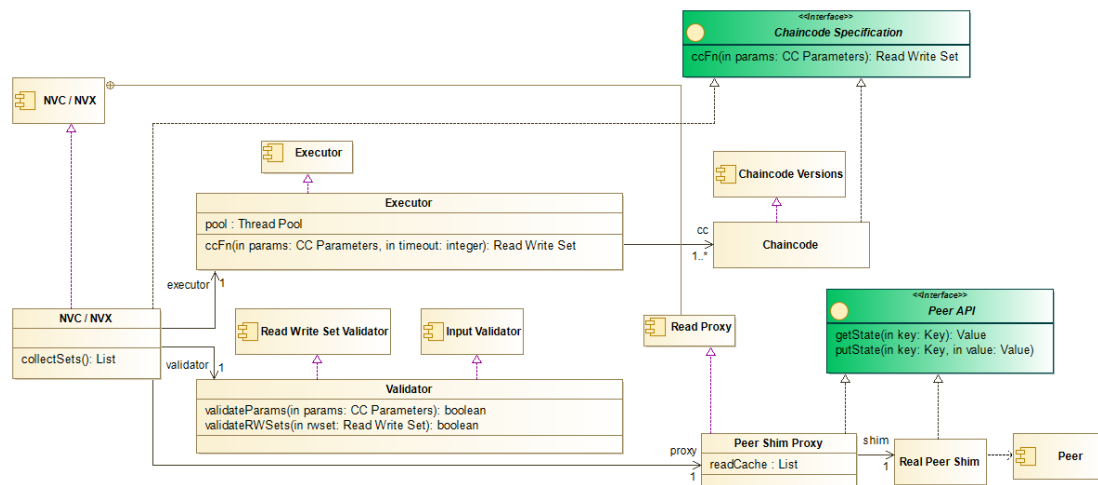 <<Interface>>
Chaincode Specification
ccFn(in params: CC Parameters): Read Write Set
NVC / NVX
Executor
Chaincode Versions
Executor
pool : Thread Pool
ccFn(in params: CC Parameters, in timeout: integer): Read Write Set
cc
1..*
Chaincode
executor
1
<<Interface>>
Peer API
getState(in key: Key): Value
putState(in key: Key, in value: Value)
NVC / NVX
collectSets(): List
Read Write Set Validator
Input Validator
Read Proxy
validator
1
Validator
validateParams(in params: CC Parameters): boolean
validateRWSets(in rwset: Read Write Set): boolean
proxy
1
Peer Shim Proxy
readCache : List
shim
1
Real Peer Shim
Peer